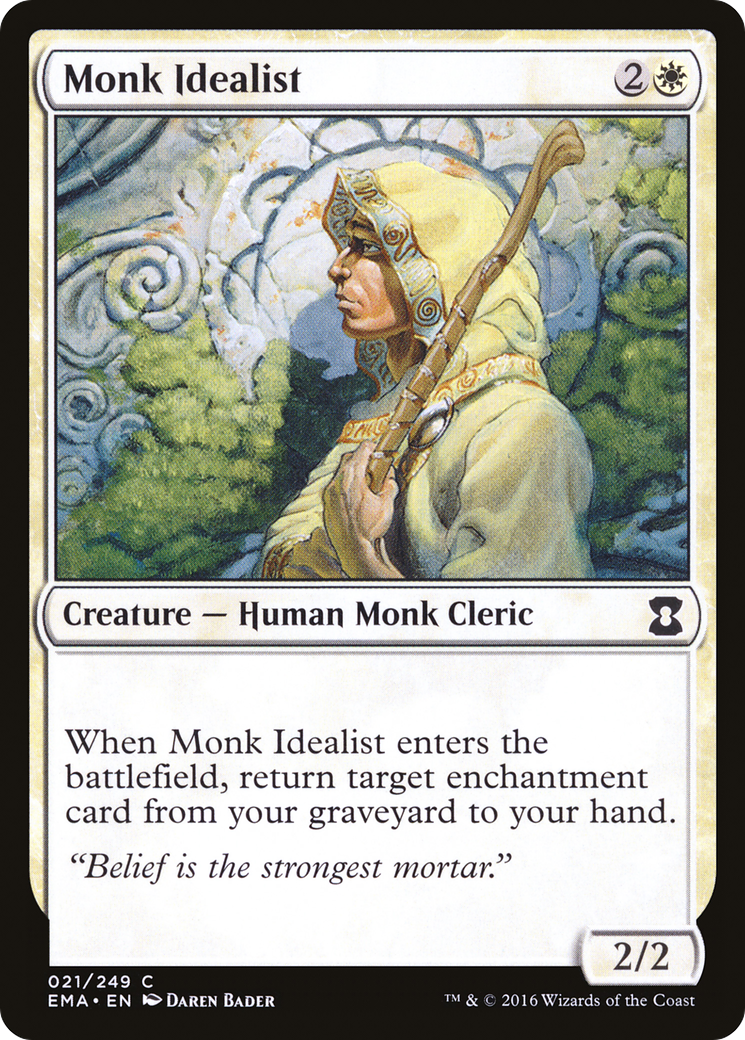 Monk Idealist 2
Creature — Human Monk Cleric
When Monk Idealist enters the
battlefield, return target enchantment
card from your graveyard to your hand.
“Belief is the strongest mortar.”
2/2
021/249 C
EMA • EN Daren Bader ™ & © 2016 Wizards of the Coast